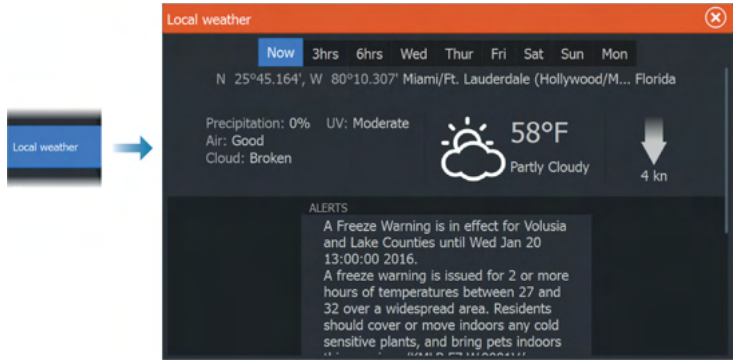 Local weather
Local weather
Now 3hrs 6hrs Wed Thur Fri Sat Sun Mon
N 25°45.164', W 80°10.307' Miami/Ft. Lauderdale (Hollywood/M... Florida
Precipitation: 0% UV: Moderate
Air: Good
Cloud: Broken
58°F
Partly Cloudy
4 kn
ALERTS
A Freeze Warning is in effect for Volusia
and Lake Counties until Wed Jan 20
13:00:00 2016.
A freeze warning is issued for 2 or more
hours of temperatures between 27 and
32 over a widespread area. Residents
should cover or move indoors any cold
sensitive plants, and bring pets indoors